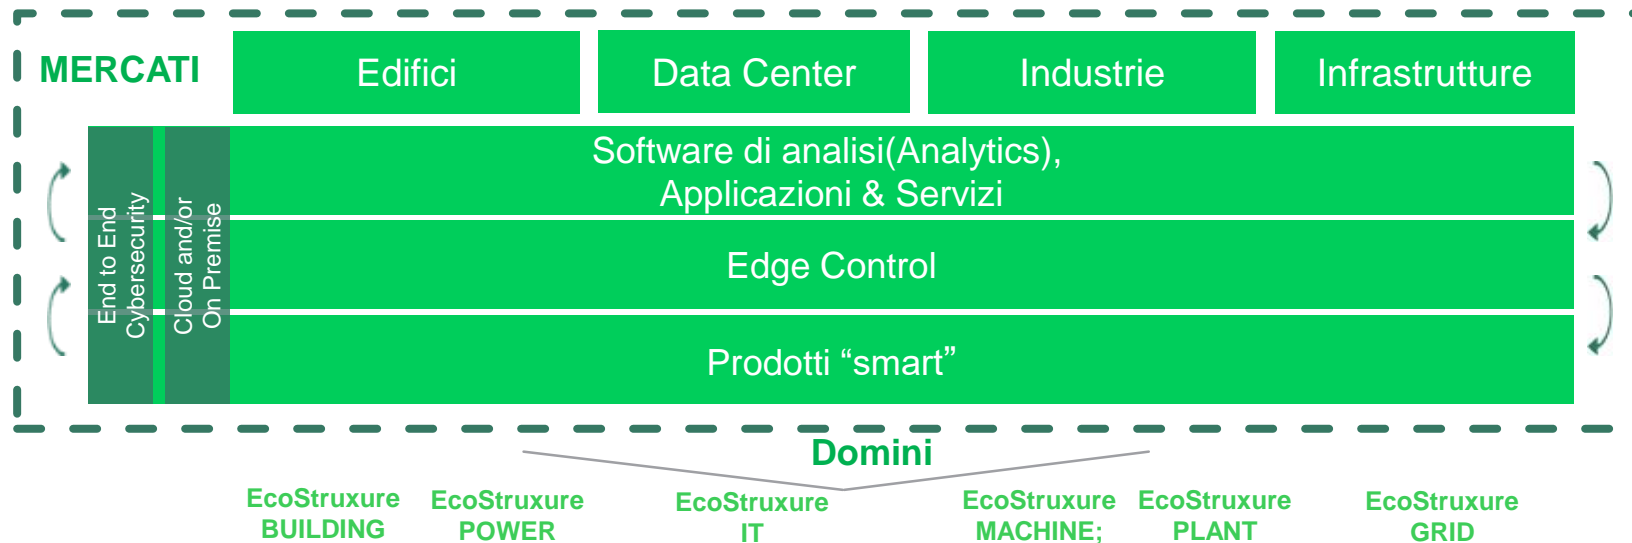 MERCATI
Edifici
Data Center
Industrie
Infrastrutture
End to End
Cybersecurity
Cloud and/or
On Premise
Software di analisi(Analytics),
Applicazioni & Servizi
Edge Control
Prodotti “smart”
Domini
EcoStruxure
BUILDING
EcoStruxure
POWER
EcoStruxure
IT
EcoStruxure
MACHINE;
EcoStruxure
PLANT
EcoStruxure
GRID